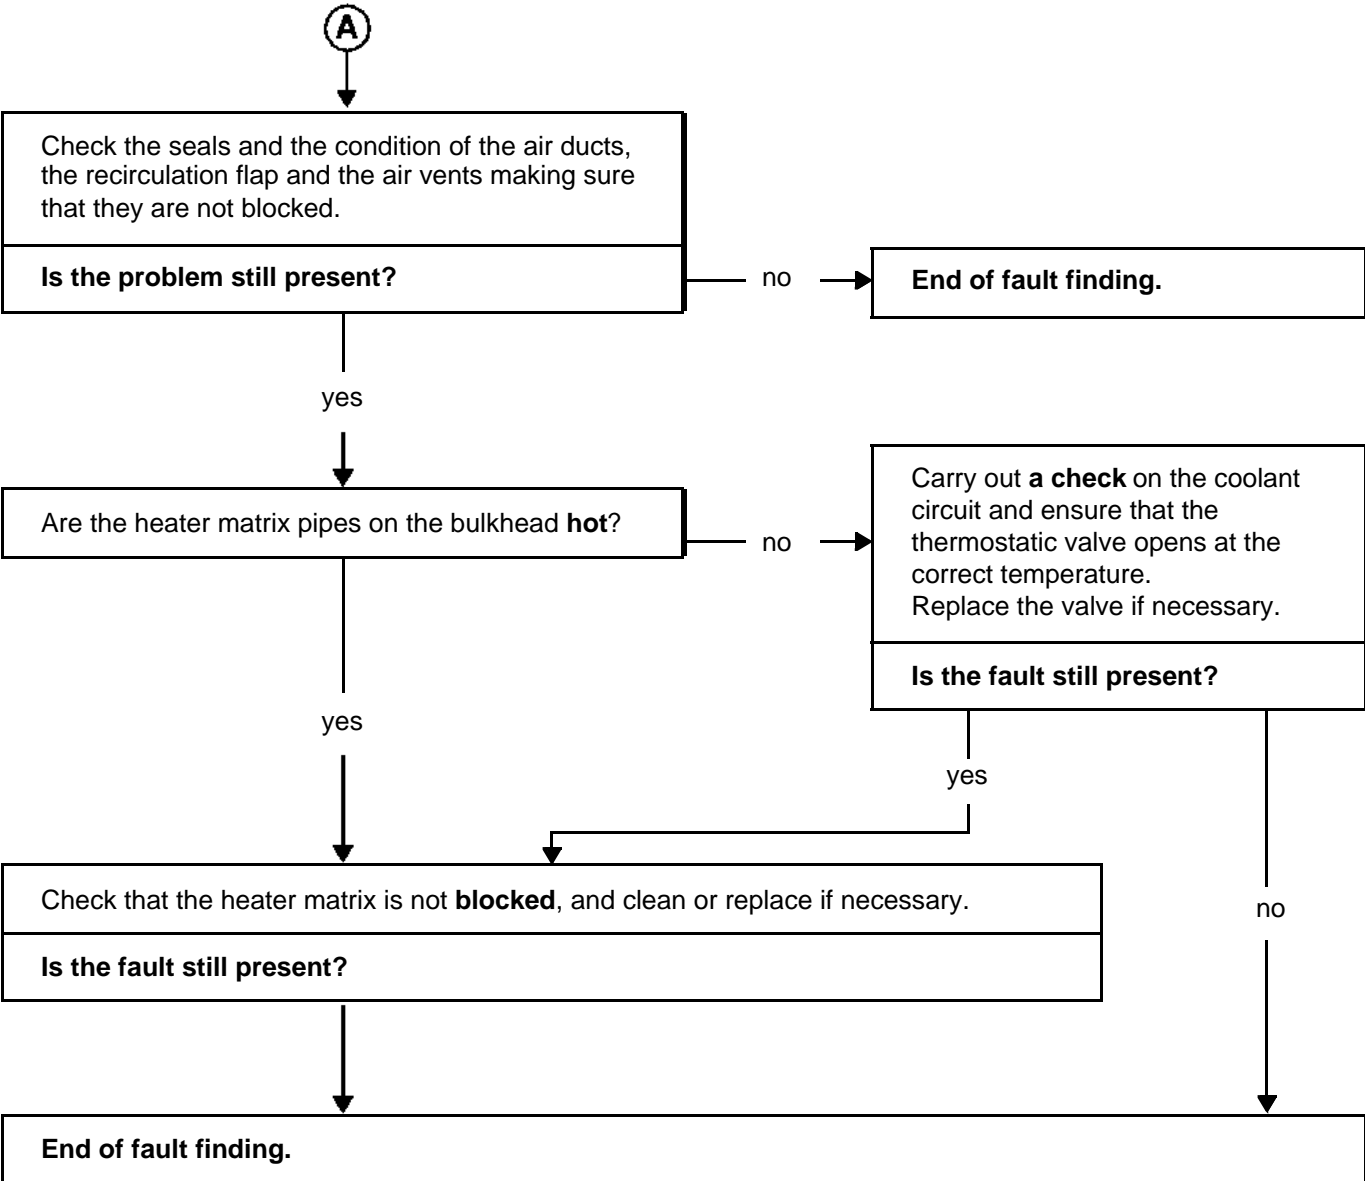 A
Check the seals and the condition of the air ducts,
the recirculation flap and the air vents making sure
that they are not blocked.
Is the problem still present?
no
End of fault finding.
yes
Are the heater matrix pipes on the bulkhead hot?
no
Carry out a check on the coolant
circuit and ensure that the
thermostatic valve opens at the
correct temperature.
Replace the valve if necessary.
Is the fault still present?
yes
yes
Check that the heater matrix is not blocked, and clean or replace if necessary.
Is the fault still present?
no
End of fault finding.